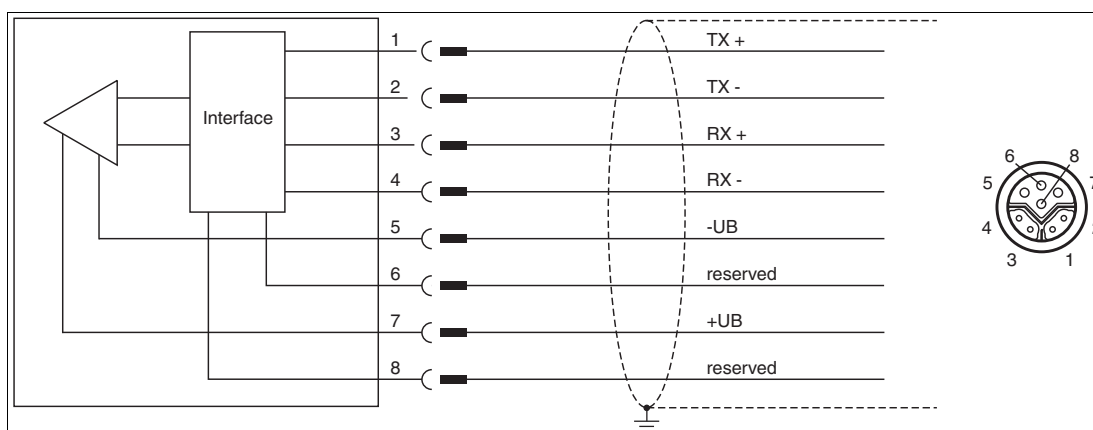 1 TX +
2 TX -
Interface
3 RX +
4 RX -
5 -UB
6 reserved
7 +UB
8 reserved
6 8
5 7
4
3 1